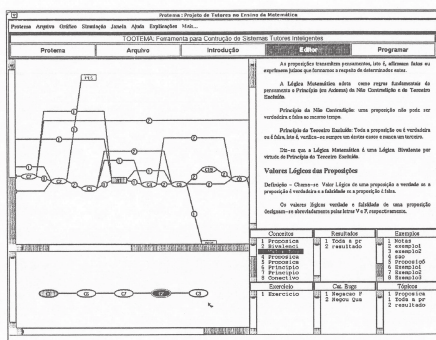 Protema : Projeto de Tutores no Ensino da Matemática
Protema Arquivo Gráfico Simulação Janela Ajuda Explicações Mais...
TOOTEMA. Ferramenta para Contrução de Sistemas Tutores Inteligentes
Protema Arquivo Introdução Editor Programar
As proposições transmitem pensamentos, isto é, afirmam fatos ou
exprimem juízos que formamos a respeito de determinados entes.
A Lógica Matemática adota como regras fundamentais do
pensamento o Princípio (ou Axioma) da Não Contradição e do Terceiro
Excluído.
Princípio da Não Contradição: uma proposição não pode ser
verdadeira e falsa ao mesmo tempo.
Princípio do Terceiro Excluído: Toda a proposição ou é verdadeira
ou é falsa, isto é, verifica-se sempre um destes casos e nunca um terceiro.
Diz-se que a Lógica Matemática é uma Lógica Bivalente por
virtude do Princípio do Terceiro Excluído.
Valores Lógicos das Proposições
Definição - Chama-se Valor Lógico de uma proposição a verdade se a
proposição é verdadeira e a falsidade se a proposição é falsa.
Os valores lógicos verdade e falsidade de uma proposição
designam-se abreviadamente pelas letras V e F, respectivamente.
Conceitos Resultados Exemplos
1 Proposica
2 Bivalenci
4 Proposica
5 Proposica
6 Principio
7 Principio
8 Conectivo
1 Toda a pr
2 resultado
1 Notas
2 exemplo1
3 exemplo2
4 sao
5 Proposiçõ
6 Exemplo1
7 Exemplo2
8 exemplo2
Exercício Cat. Bugs Tópicos
1 Exercicio
1 Negacao F
2 Negou Qua
1 Proposica
1 Toda a pr
2 resultado